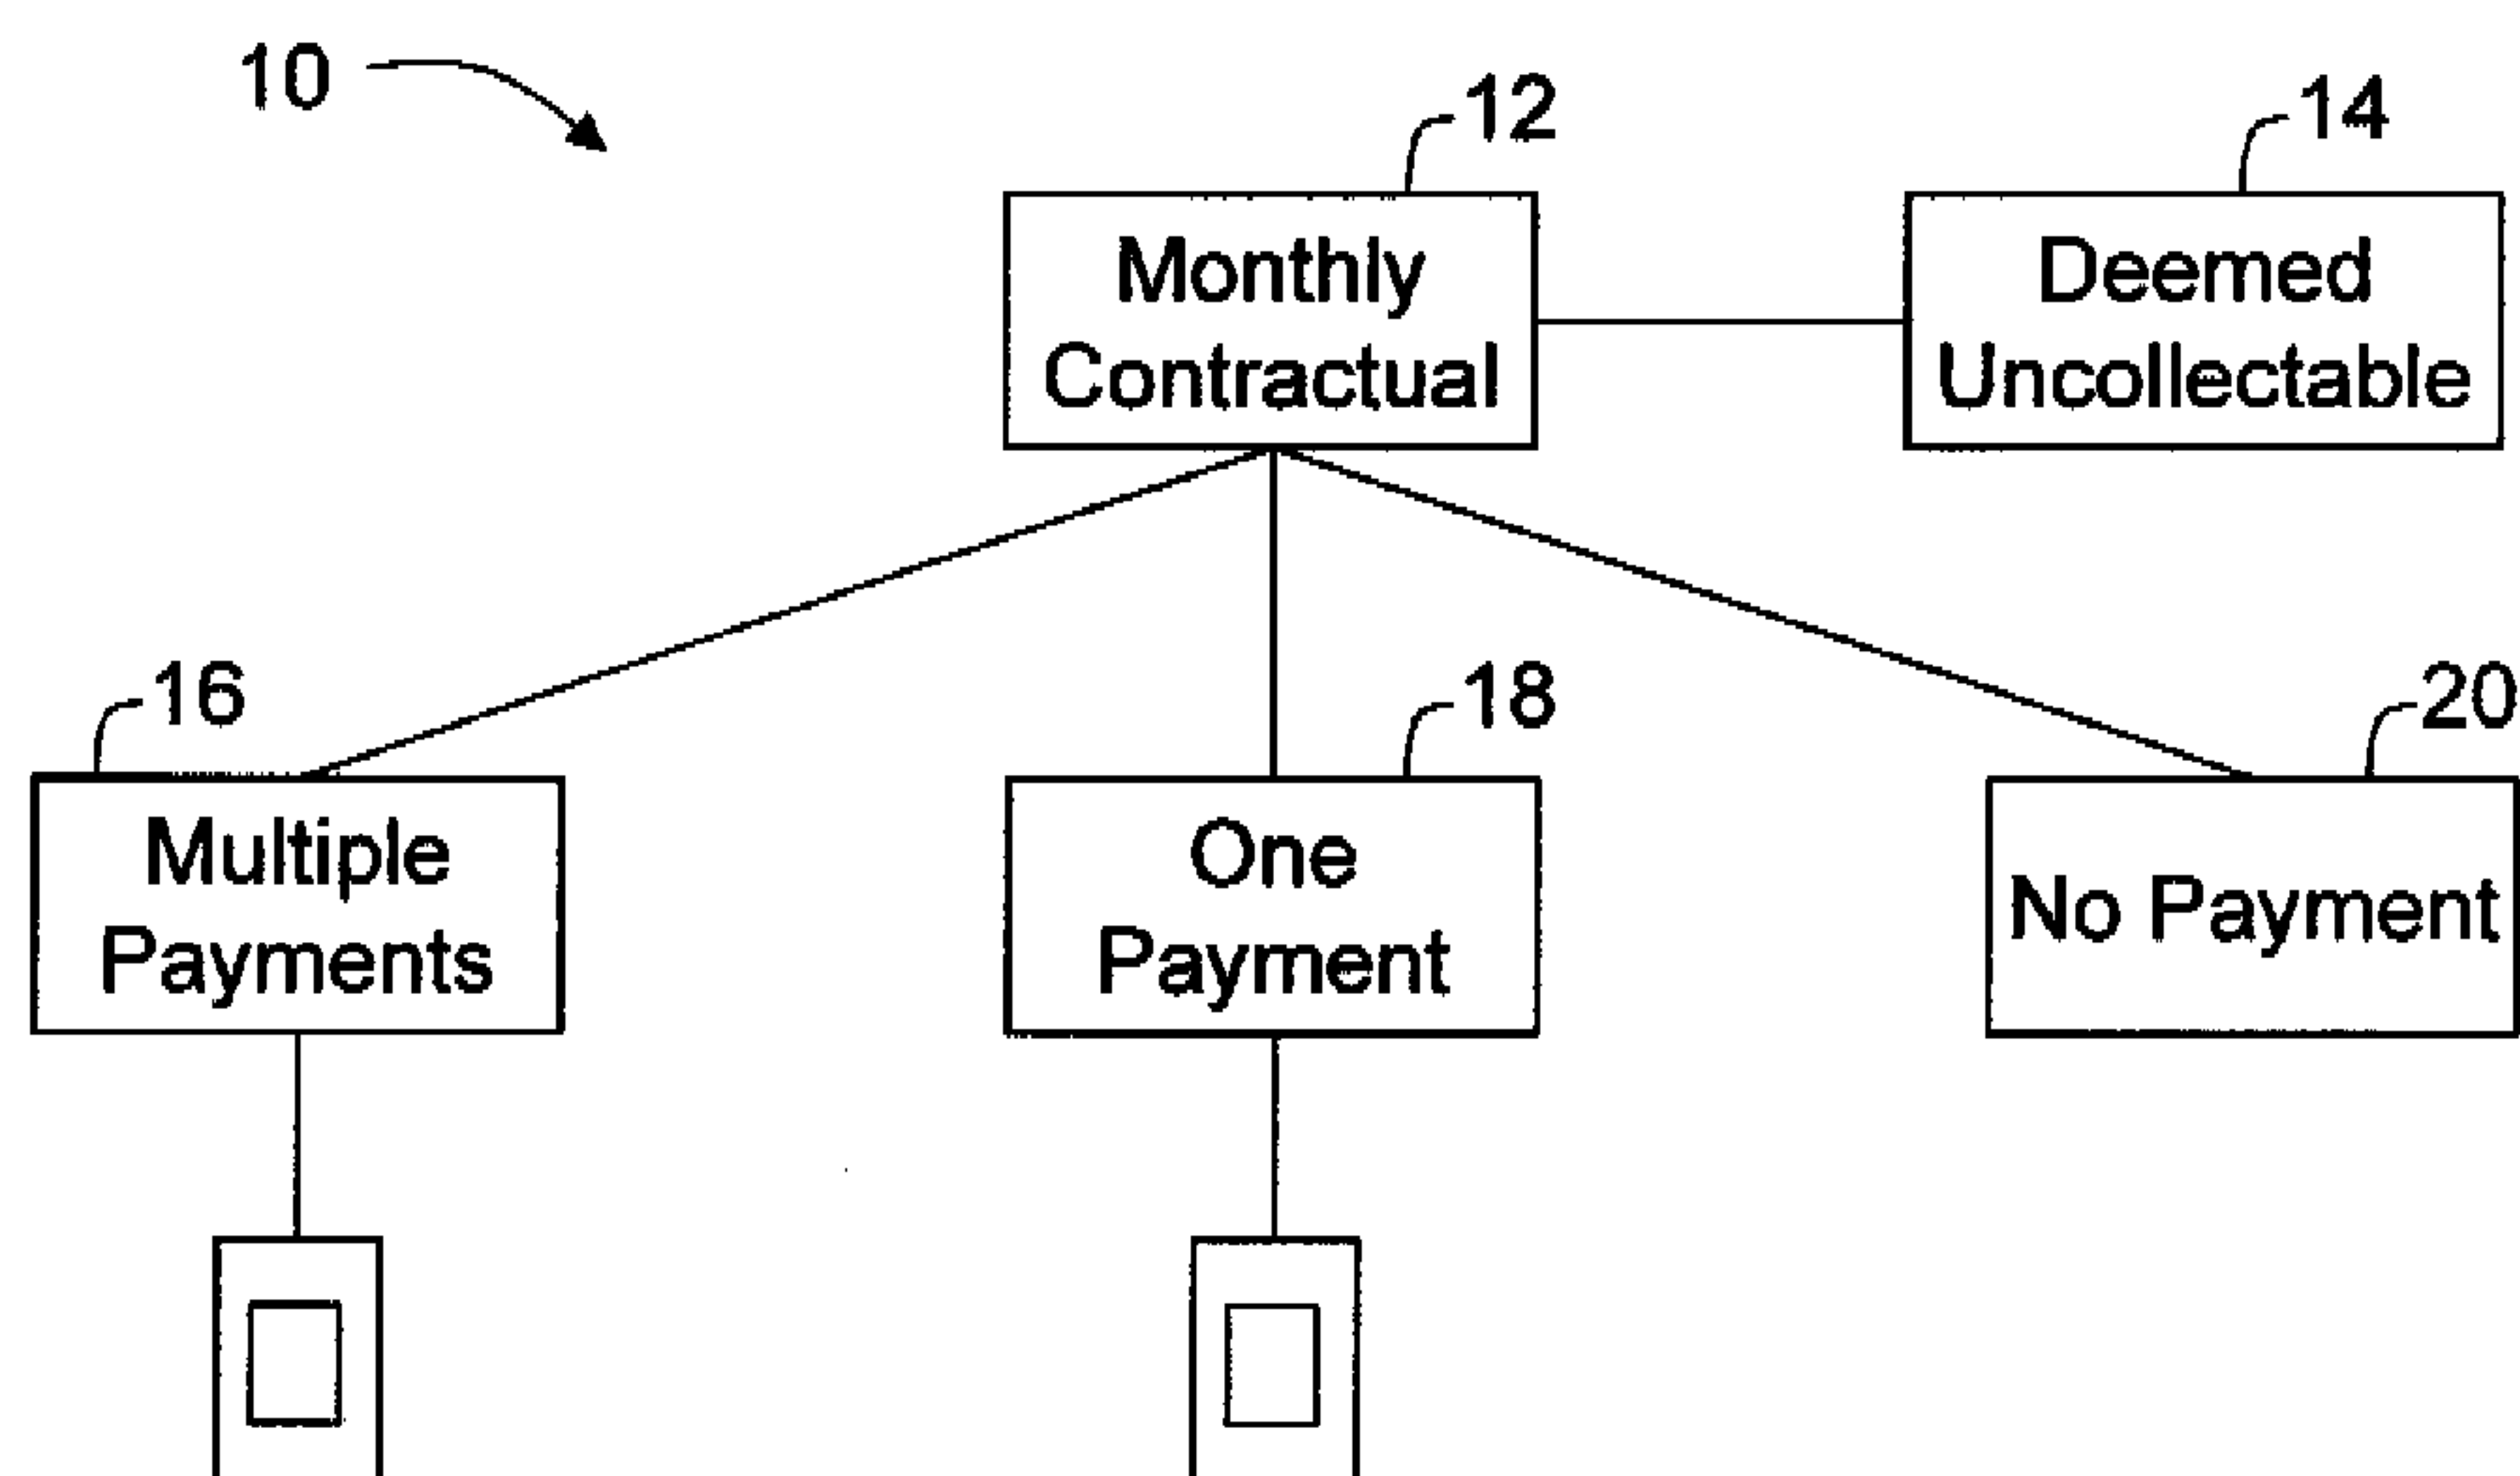 10
12
14
Monthly
Contractual
Deemed
Uncollectable
16
18
20
Multiple
Payments
One
Payment
No Payment